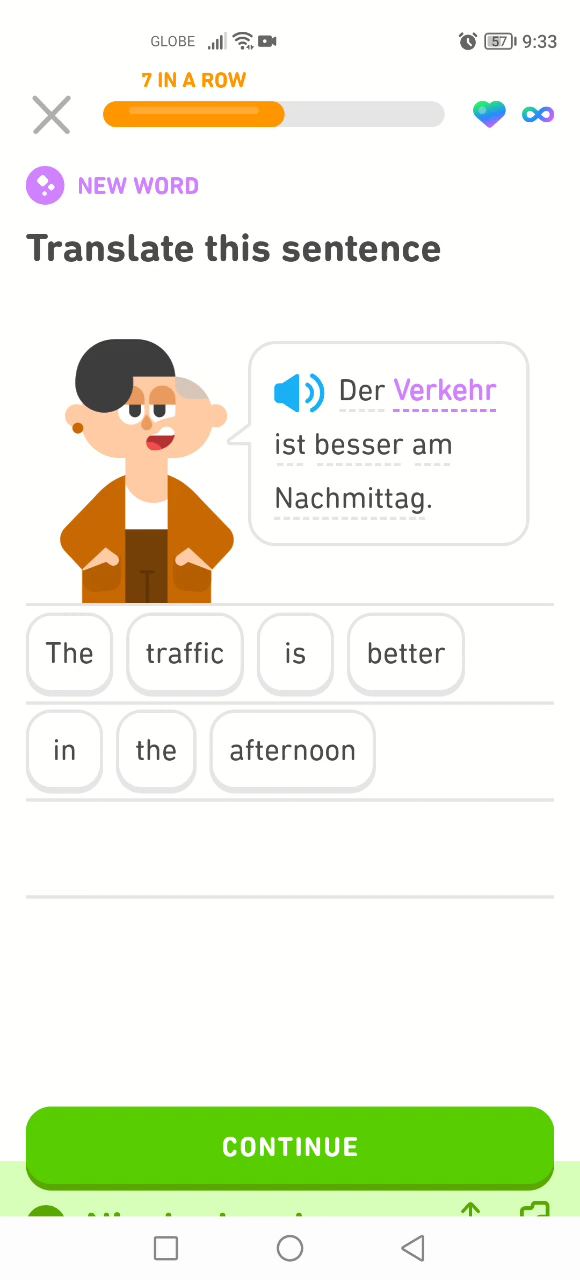 GLOBE 57 9:33
7 IN A ROW
NEW WORD
Translate this sentence
Der Verkehr
ist besser am
Nachmittag.
The traffic is better
in the afternoon
CONTINUE